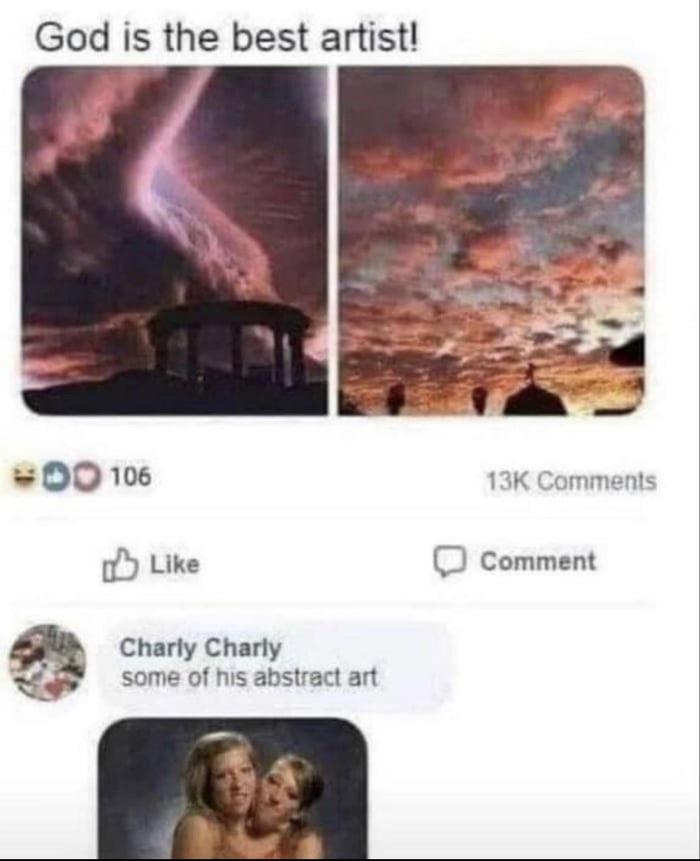 God is the best artist!
106
13K Comments
Like
Comment
Charly Charly
some of his abstract art